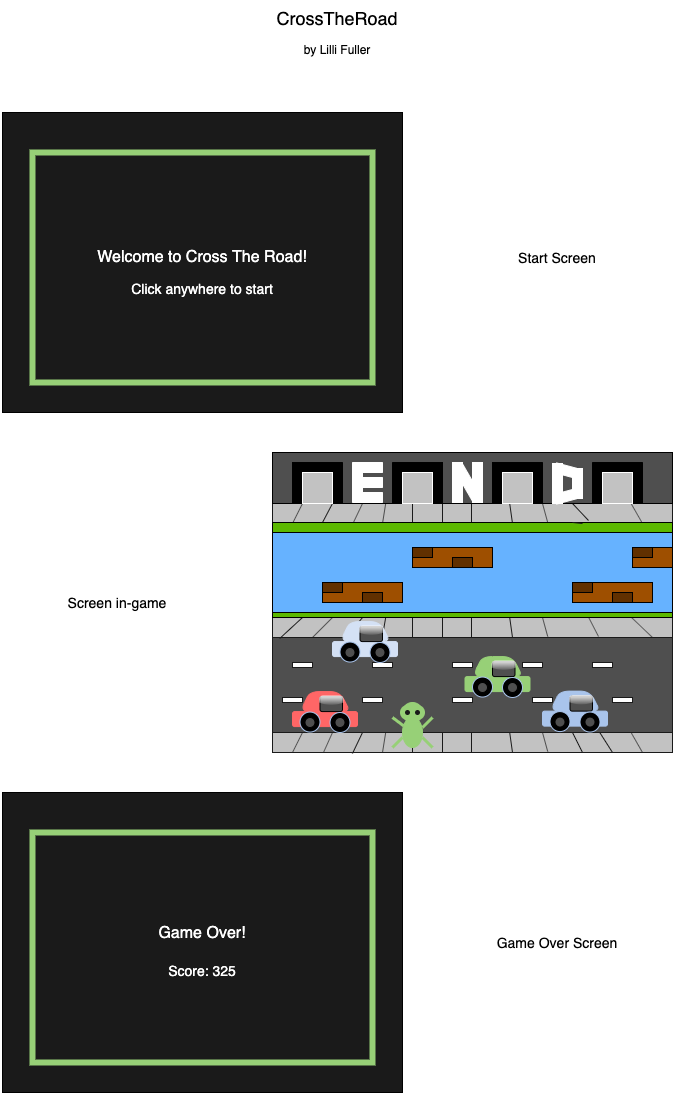 CrossTheRoad
by Lilli Fuller
Welcome to Cross The Road!
Click anywhere to start
Start Screen
END
Screen in-game
Game Over!
Score: 325
Game Over Screen